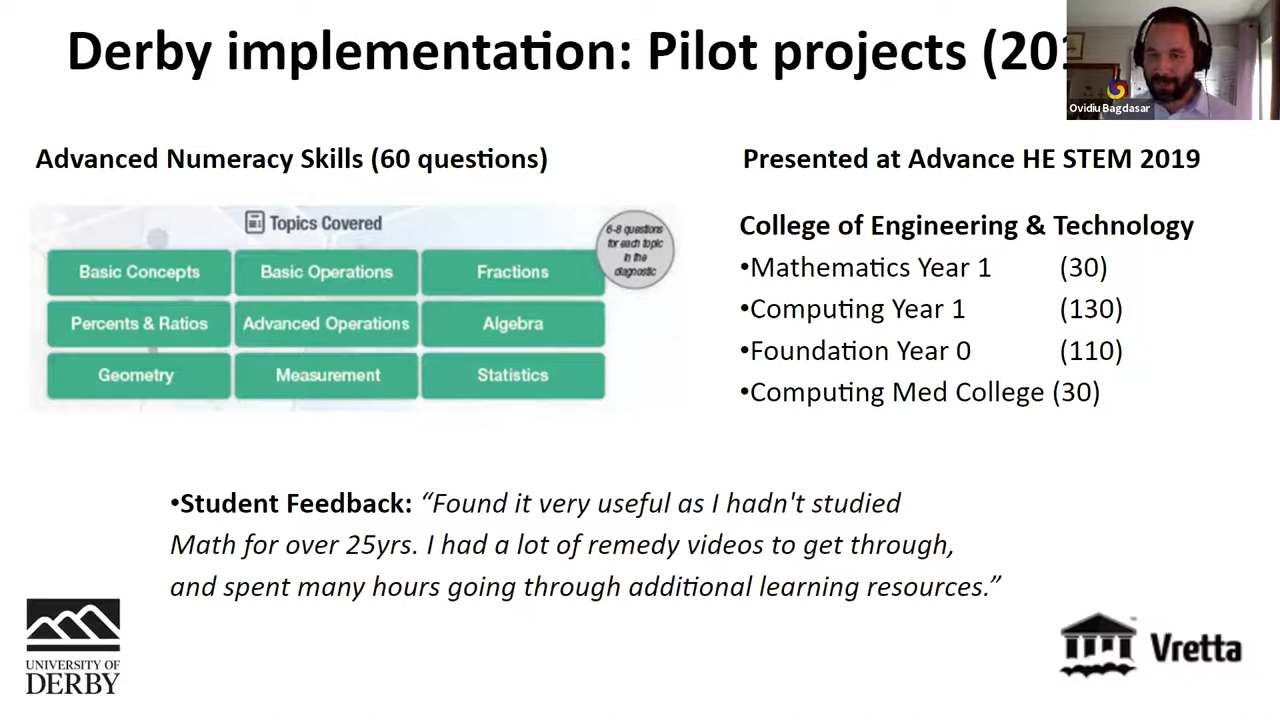 Derby implementation: Pilot projects (201
Ovidiu Bagdasar
Advanced Numeracy Skills (60 questions)
Topics Covered
6-8 questions
for each topic
in the
diagnostic
Basic Concepts
Basic Operations
Fractions
Percents & Ratios
Advanced Operations
Algebra
Geometry
Measurement
Statistics
Presented at Advance HE STEM 2019
College of Engineering & Technology
•Mathematics Year 1 (30)
•Computing Year 1 (130)
•Foundation Year 0 (110)
•Computing Med College (30)
•Student Feedback: “Found it very useful as I hadn't studied
Math for over 25yrs. I had a lot of remedy videos to get through,
and spent many hours going through additional learning resources.”
UNIVERSITY OF
DERBY
Vretta